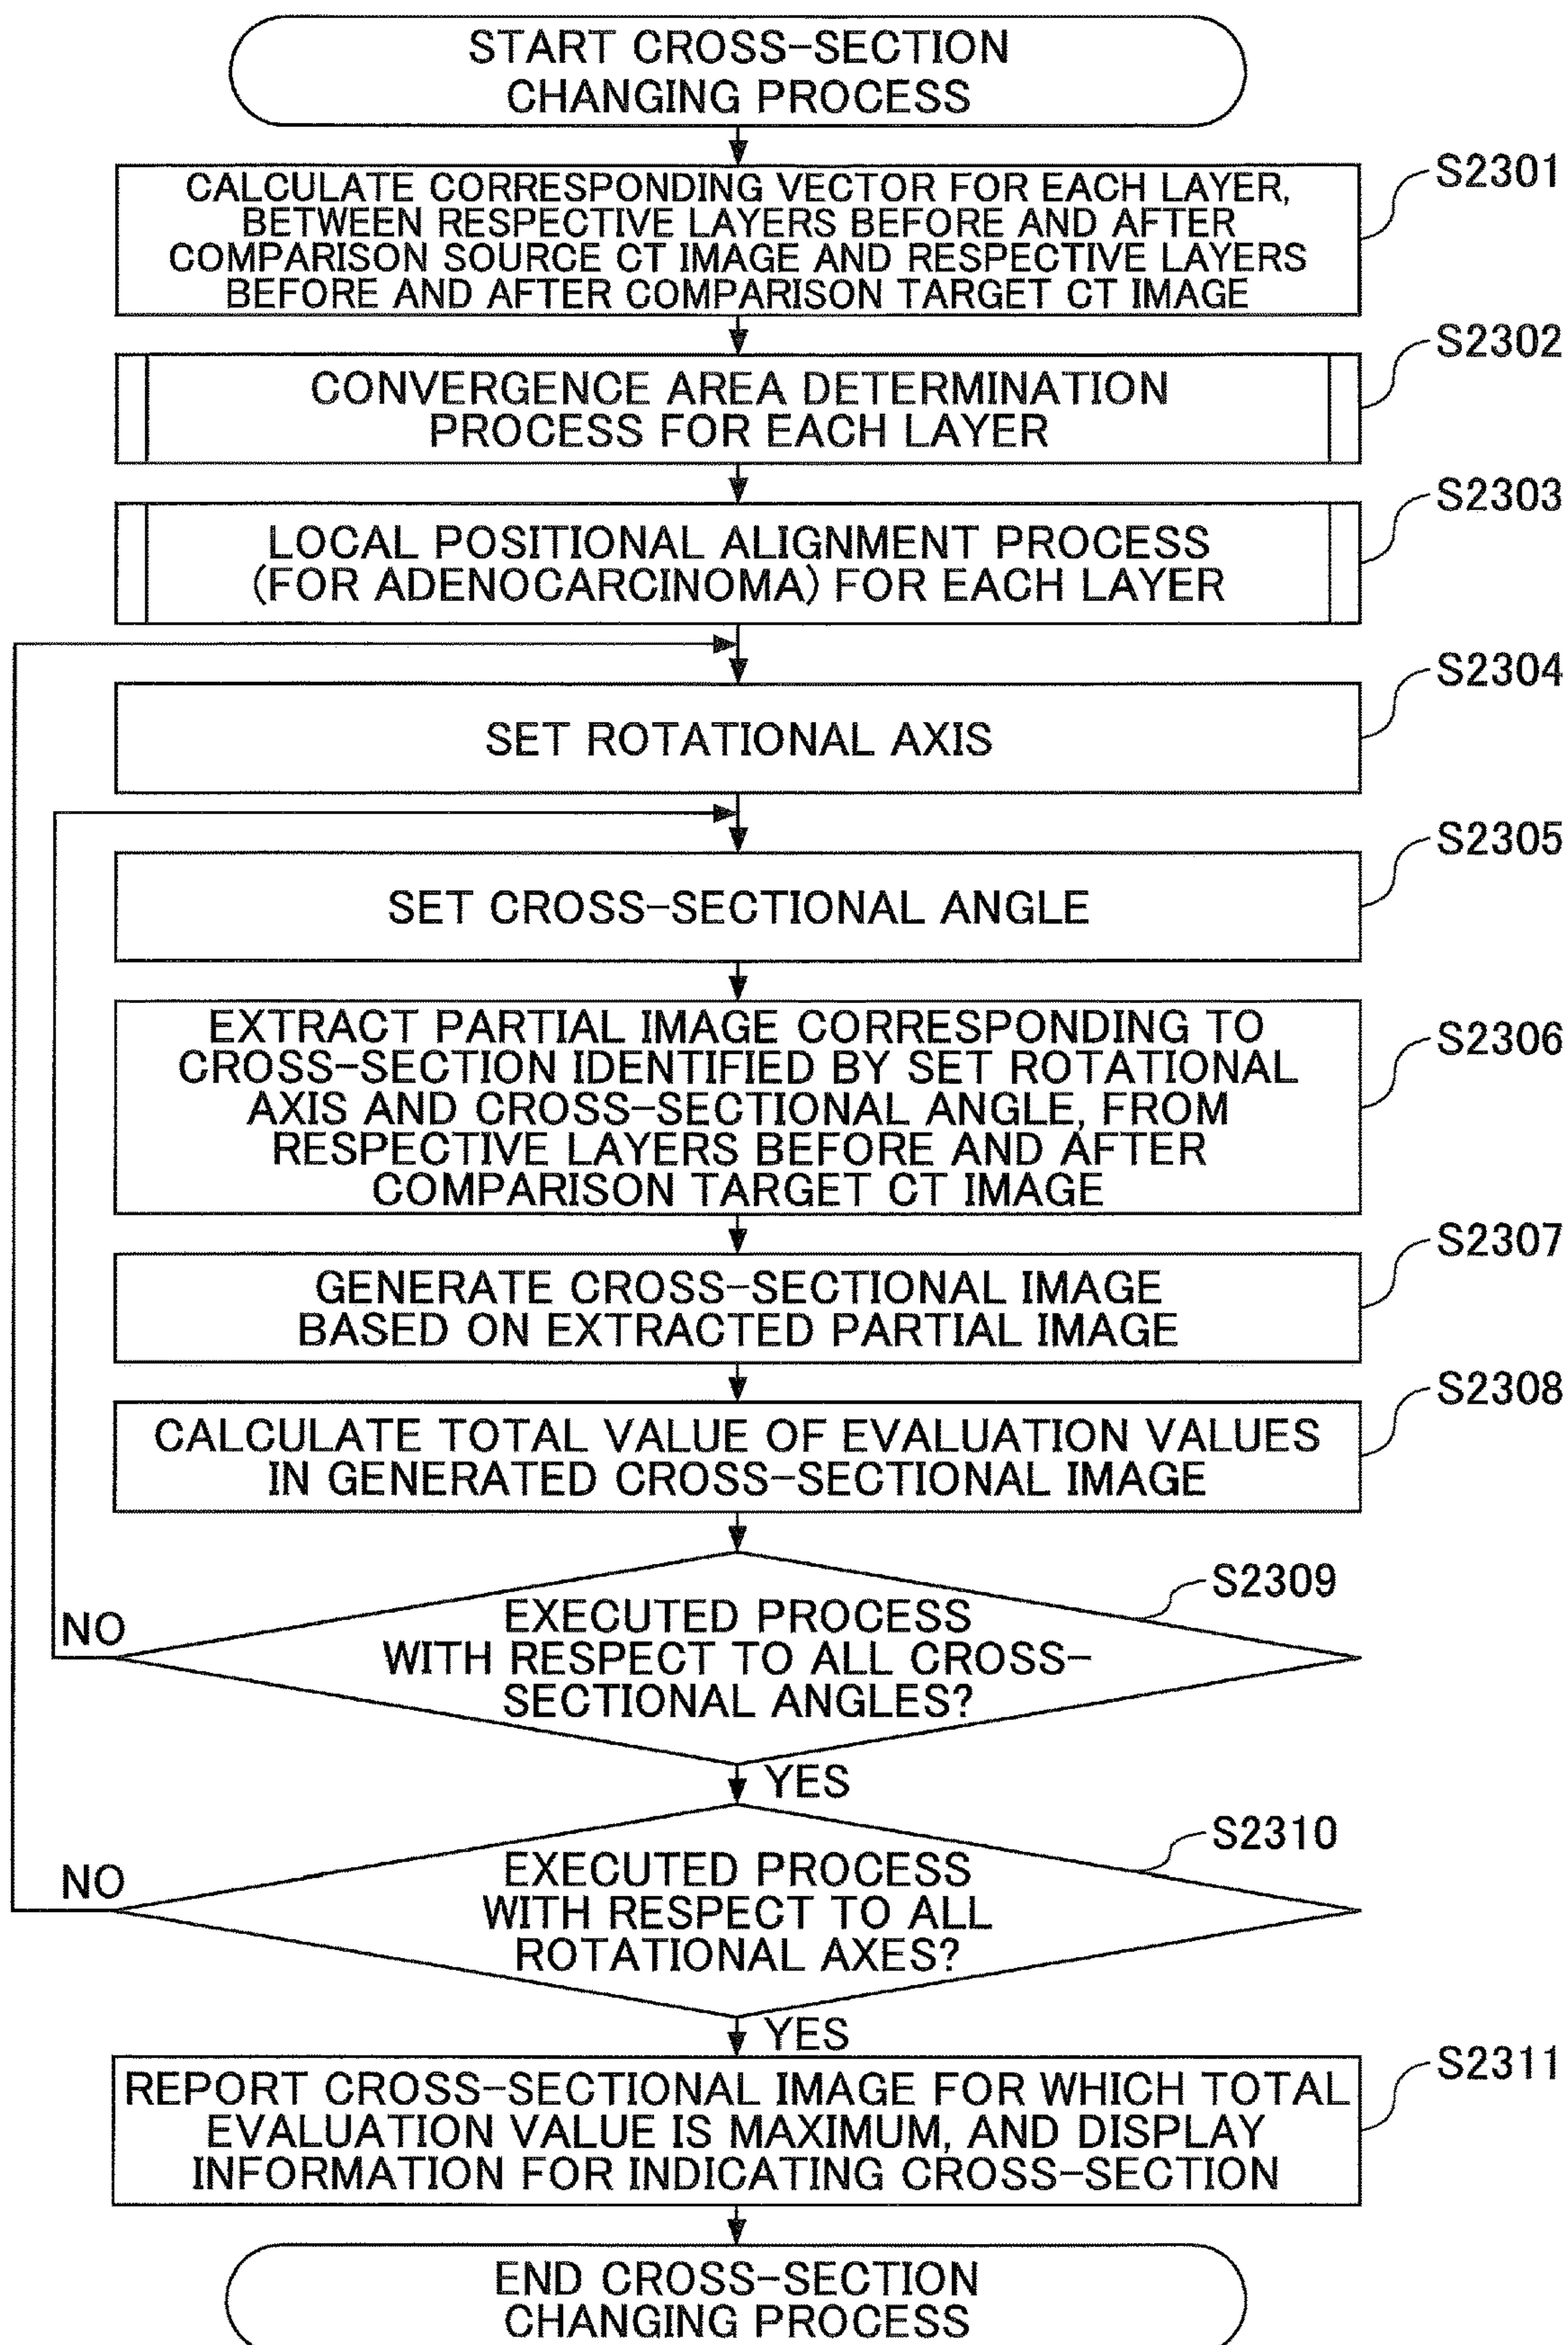 START CROSS-SECTION
CHANGING PROCESS
CALCULATE CORRESPONDING VECTOR FOR EACH LAYER,
BETWEEN RESPECTIVE LAYERS BEFORE AND AFTER
COMPARISON SOURCE CT IMAGE AND RESPECTIVE LAYERS
BEFORE AND AFTER COMPARISON TARGET CT IMAGE
S2301
CONVERGENCE AREA DETERMINATION
PROCESS FOR EACH LAYER
S2302
LOCAL POSITIONAL ALIGNMENT PROCESS
(FOR ADENOCARCINOMA) FOR EACH LAYER
S2303
SET ROTATIONAL AXIS
S2304
SET CROSS-SECTIONAL ANGLE
S2305
EXTRACT PARTIAL IMAGE CORRESPONDING TO
CROSS-SECTION IDENTIFIED BY SET ROTATIONAL
AXIS AND CROSS-SECTIONAL ANGLE, FROM
RESPECTIVE LAYERS BEFORE AND AFTER
COMPARISON TARGET CT IMAGE
S2306
GENERATE CROSS-SECTIONAL IMAGE
BASED ON EXTRACTED PARTIAL IMAGE
S2307
CALCULATE TOTAL VALUE OF EVALUATION VALUES
IN GENERATED CROSS-SECTIONAL IMAGE
S2308
EXECUTED PROCESS
WITH RESPECT TO ALL CROSS-
SECTIONAL ANGLES?
S2309
NO
YES
EXECUTED PROCESS
WITH RESPECT TO ALL
ROTATIONAL AXES?
S2310
NO
YES
REPORT CROSS-SECTIONAL IMAGE FOR WHICH TOTAL
EVALUATION VALUE IS MAXIMUM, AND DISPLAY
INFORMATION FOR INDICATING CROSS-SECTION
S2311
END CROSS-SECTION
CHANGING PROCESS